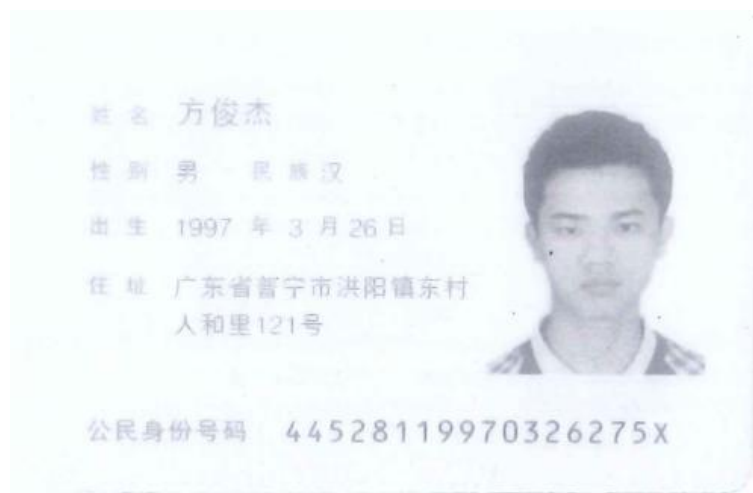 姓名 方俊杰
性别 男 民族 汉
出生 1997 年 3 月 26 日
住址 广东省普宁市洪阳镇东村
人和里121号
公民身份号码 44528119970326275X